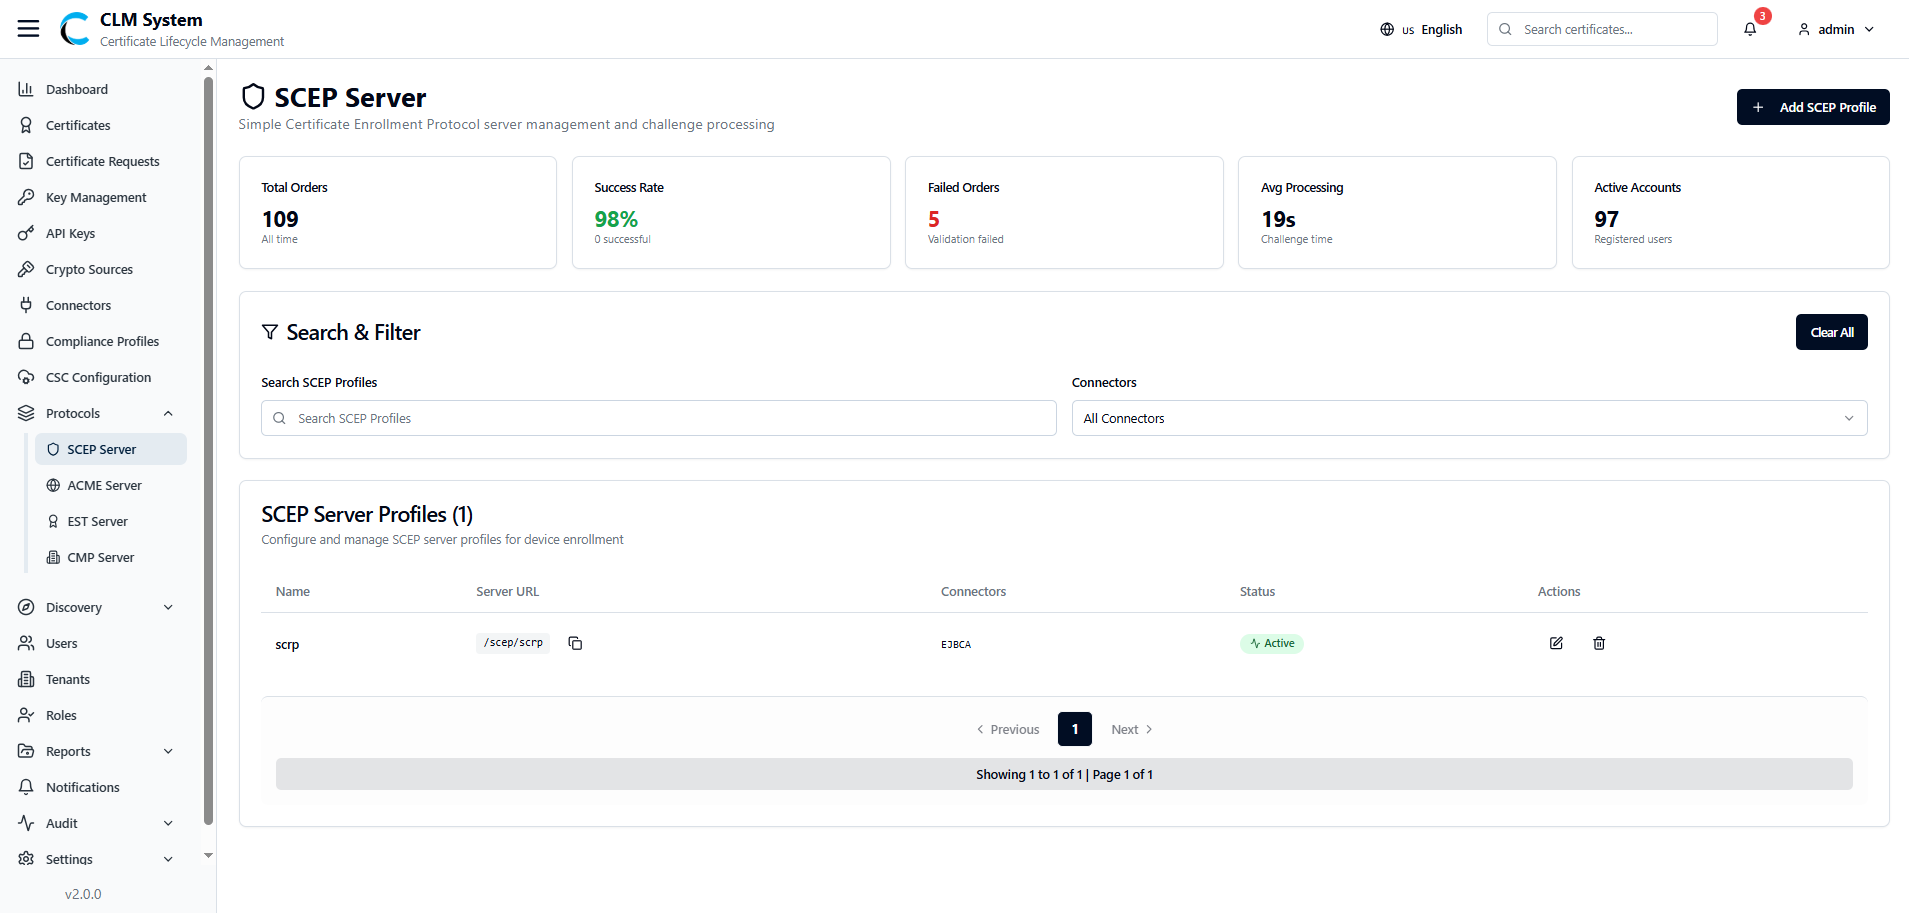 CLM System
Certificate Lifecycle Management
us English
Search certificates...
3
admin
Dashboard
Certificates
Certificate Requests
Key Management
API Keys
Crypto Sources
Connectors
Compliance Profiles
CSC Configuration
Protocols
SCEP Server
ACME Server
EST Server
CMP Server
Discovery
Users
Tenants
Roles
Reports
Notifications
Audit
Settings
v2.0.0
SCEP Server
Simple Certificate Enrollment Protocol server management and challenge processing
Add SCEP Profile
Total Orders
109
All time
Success Rate
98%
0 successful
Failed Orders
5
Validation failed
Avg Processing
19s
Challenge time
Active Accounts
97
Registered users
Search & Filter
Clear All
Search SCEP Profiles
Search SCEP Profiles
Connectors
All Connectors
SCEP Server Profiles (1)
Configure and manage SCEP server profiles for device enrollment
Name Server URL Connectors Status Actions
scrp /scep/scrp EJBCA Active
Previous 1 Next
Showing 1 to 1 of 1 | Page 1 of 1